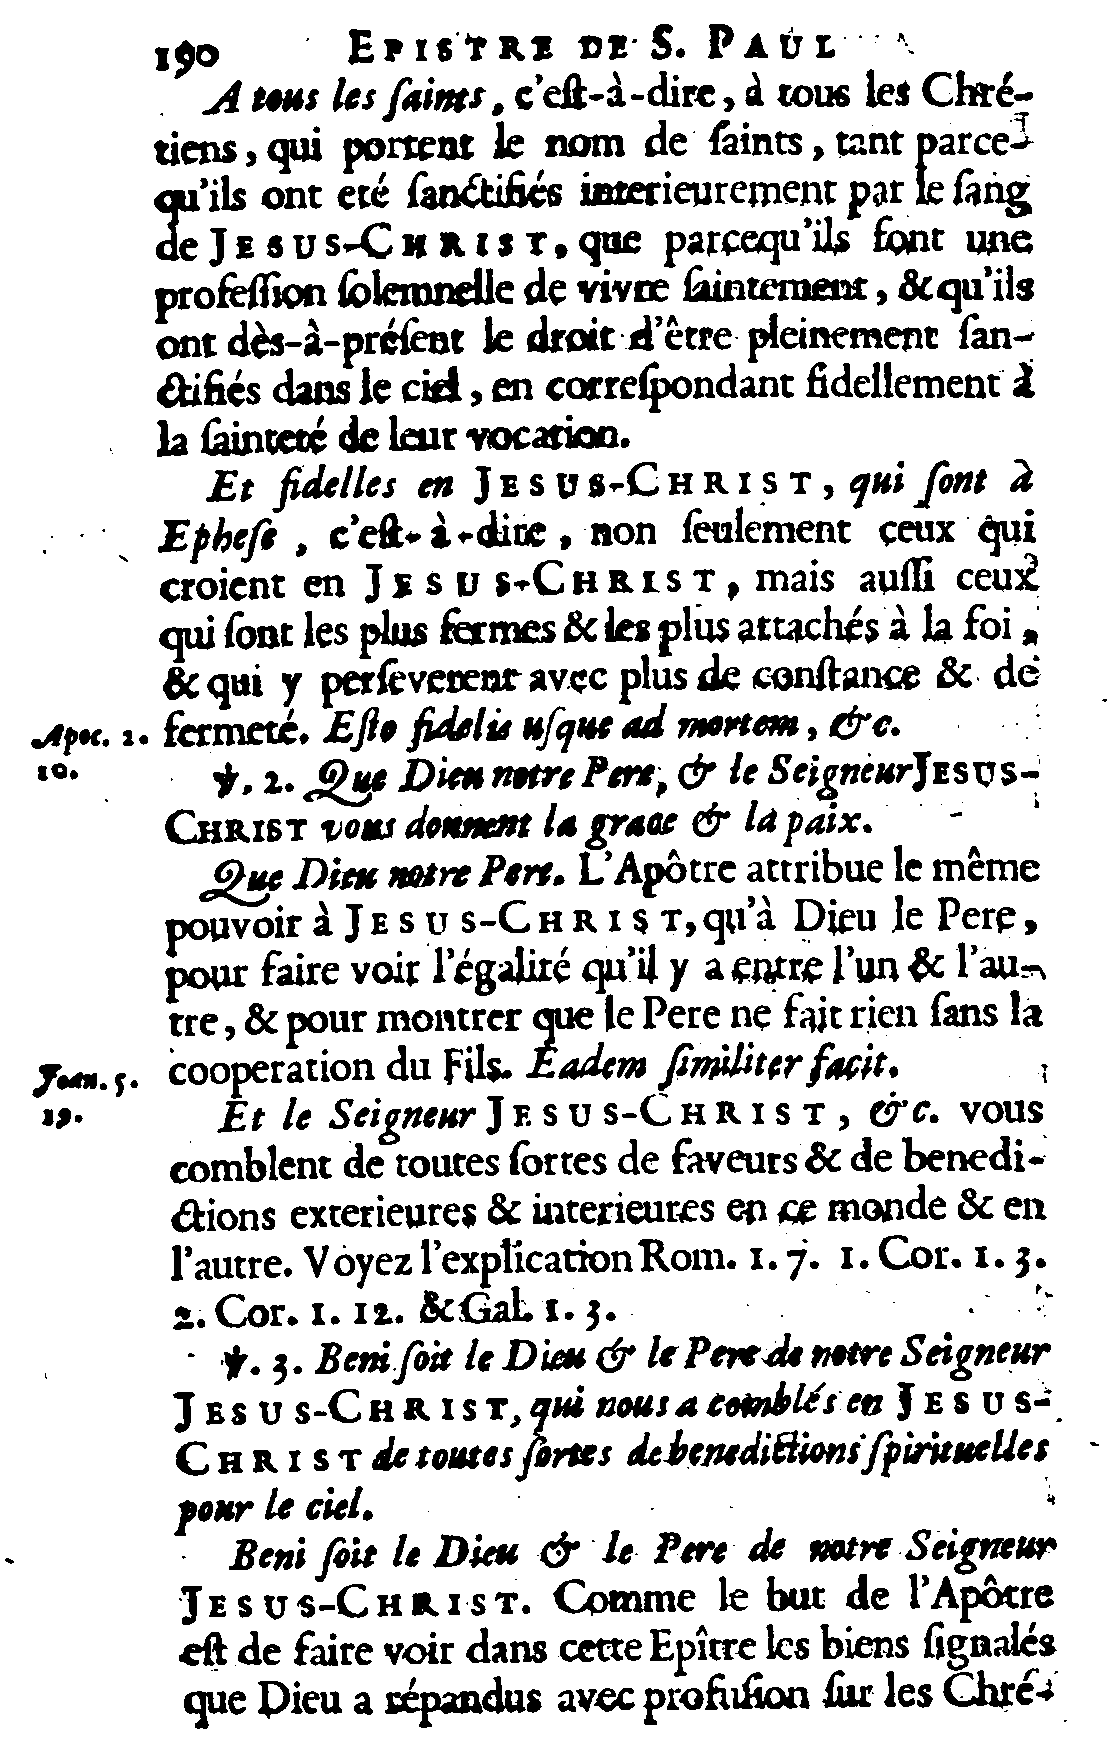 190 EPISTRE DE S. PAUL
A tous les ſaints, c'eſt-à-dire, à tous les Chré-
tiens, qui portent le nom de ſaints, tant parce-
qu'ils ont eté ſanctifiés interieurement par le ſang
de JESUS-CHRIST, que parcequ'ils font une
profeſſion ſolemnelle de vivre ſaintement, & qu'ils
ont dès-à-préſent le droit d'être pleinement ſan-
ctifiés dans le ciel, en correſpondant fidellement à
la ſainteté de leur vocation.
Et fidelles en JESUS-CHRIST, qui ſont à
Epheſe, c'eſt-à-dire, non ſeulement ceux qui
croient en JESUS-CHRIST, mais auſſi ceux
qui ſont les plus fermes & les plus attachés à la foi,
& qui y perſeverent avec plus de conſtance & de
Apoc. 2. fermeté. Eſto fidelis uſque ad mortem, &c.
10. ℣. 2. Que Dieu notre Pere, & le Seigneur JESUS-
CHRIST vous donnent la grace & la paix.
Que Dieu notre Pere. L'Apôtre attribue le même
pouvoir à JESUS-CHRIST, qu'à Dieu le Pere,
pour faire voir l'égalité qu'il y a entre l'un & l'au-
tre, & pour montrer que le Pere ne fait rien ſans la
Joan. 5. cooperation du Fils. Eadem ſimiliter facit.
19. Et le Seigneur JESUS-CHRIST, &c. vous
comblent de toutes ſortes de faveurs & de benedi-
ctions exterieures & interieures en ce monde & en
l'autre. Voyez l'explication Rom. 1. 7. 1. Cor. 1. 3.
2. Cor. 1. 12. & Gal. 1. 3.
℣. 3. Beni ſoit le Dieu & le Pere de notre Seigneur
JESUS-CHRIST, qui nous a comblés en JESUS-
CHRIST de toutes ſortes de benedictions ſpirituelles
pour le ciel.
Beni ſoit le Dieu & le Pere de notre Seigneur
JESUS-CHRIST. Comme le but de l'Apôtre
eſt de faire voir dans cette Epître les biens ſignalés
que Dieu a répandus avec profuſion ſur les Chré-